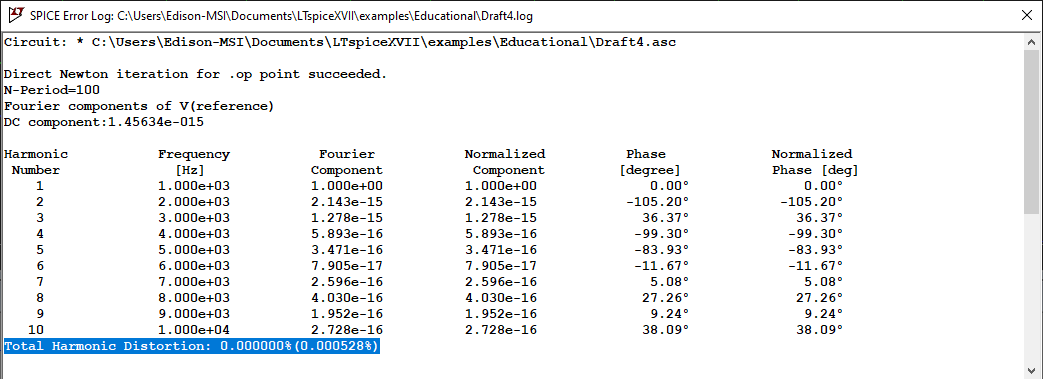 SPICE Error Log: C:\Users\Edison-MSI\Documents\LTspiceXVII\examples\Educational\Draft4.log
Circuit: * C:\Users\Edison-MSI\Documents\LTspiceXVII\examples\Educational\Draft4.asc
Direct Newton iteration for .op point succeeded.
N-Period=100
Fourier components of V(reference)
DC component:1.45634e-015
Harmonic Frequency Fourier Normalized Phase Normalized
Number [Hz] Component Component [degree] Phase [deg]
1 1.000e+03 1.000e+00 1.000e+00 0.00° 0.00°
2 2.000e+03 2.143e-15 2.143e-15 -105.20° -105.20°
3 3.000e+03 1.278e-15 1.278e-15 36.37° 36.37°
4 4.000e+03 5.893e-16 5.893e-16 -99.30° -99.30°
5 5.000e+03 3.471e-16 3.471e-16 -83.93° -83.93°
6 6.000e+03 7.905e-17 7.905e-17 -11.67° -11.67°
7 7.000e+03 2.596e-16 2.596e-16 5.08° 5.08°
8 8.000e+03 4.030e-16 4.030e-16 27.26° 27.26°
9 9.000e+03 1.952e-16 1.952e-16 9.24° 9.24°
10 1.000e+04 2.728e-16 2.728e-16 38.09° 38.09°
Total Harmonic Distortion: 0.000000%(0.000528%)